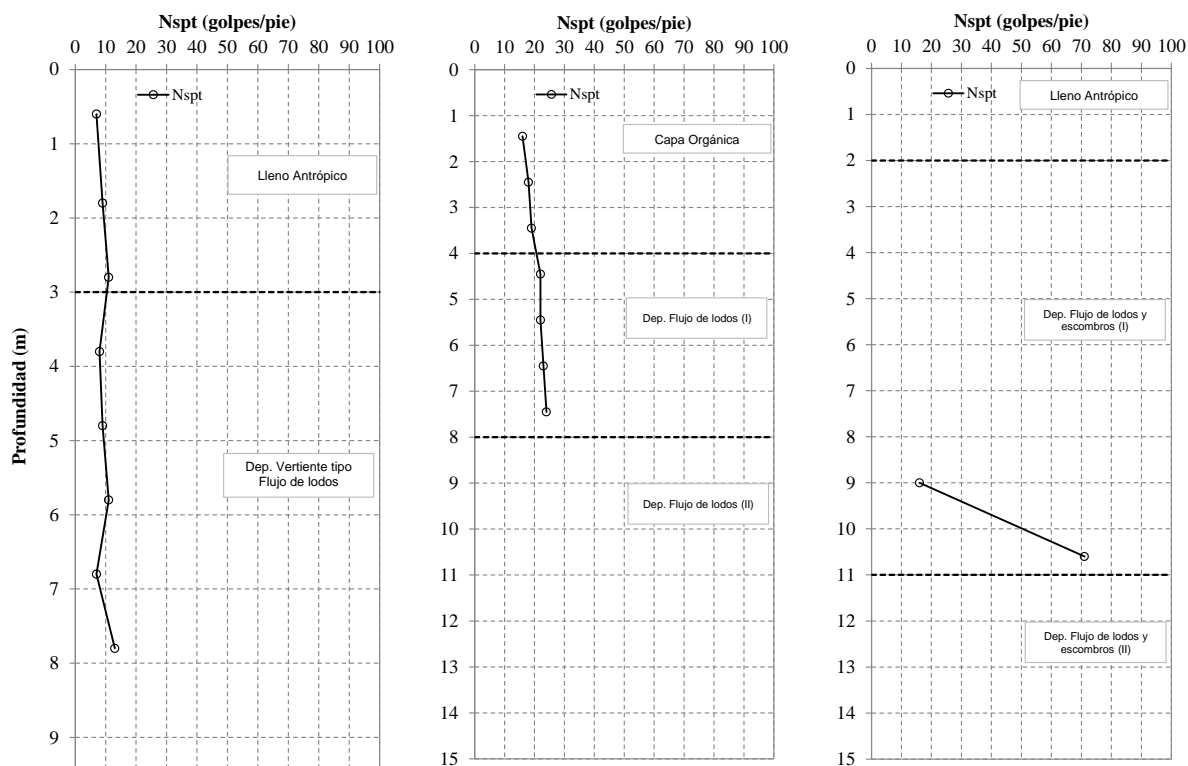 Nspt (golpes/pie)
0 10 20 30 40 50 60 70 80 90 100
0
1
2
3
4
5
6
7
8
9
Profundidad (m)
Nspt
Lleno Antrópico
Dep. Vertiente tipo
Flujo de lodos
Nspt (golpes/pie)
0 10 20 30 40 50 60 70 80 90 100
0
1
2
3
4
5
6
7
8
9
10
11
12
13
14
15
Nspt
Capa Orgánica
Dep. Flujo de lodos (I)
Dep. Flujo de lodos (II)
Nspt (golpes/pie)
0 10 20 30 40 50 60 70 80 90 100
0
1
2
3
4
5
6
7
8
9
10
11
12
13
14
15
Nspt
Lleno Antrópico
Dep. Flujo de lodos y
escombros (I)
Dep. Flujo de lodos y
escombros (II)